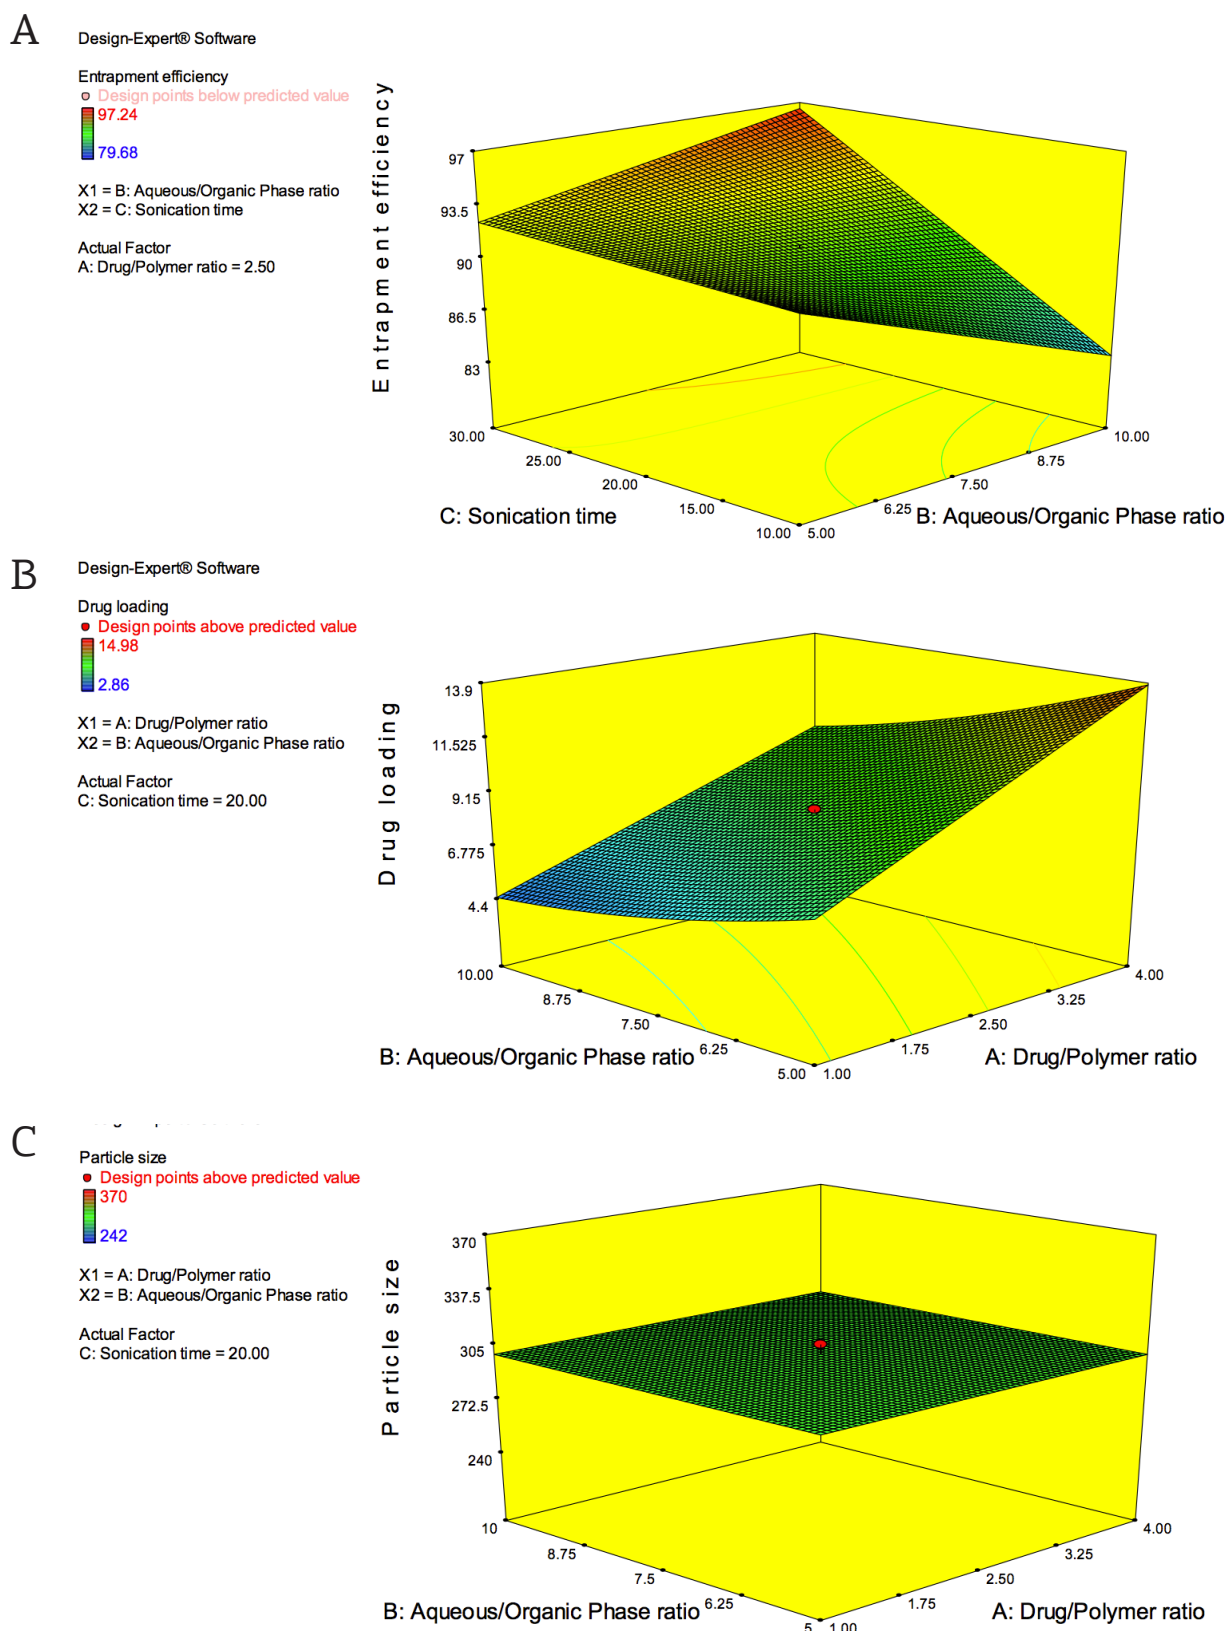 A
Design-Expert® Software
Entrapment efficiency
Design points below predicted value
97.24
79.68
X1 = B: Aqueous/Organic Phase ratio
X2 = C: Sonication time
Actual Factor
A: Drug/Polymer ratio = 2.50
Entrapment efficiency
97
93.5
90
86.5
83
30.00
25.00
20.00
15.00
10.00
C: Sonication time
5.00
6.25
7.50
8.75
10.00
B: Aqueous/Organic Phase ratio
B
Design-Expert® Software
Drug loading
Design points above predicted value
14.98
2.86
X1 = A: Drug/Polymer ratio
X2 = B: Aqueous/Organic Phase ratio
Actual Factor
C: Sonication time = 20.00
Drug loading
13.9
11.525
9.15
6.775
4.4
10.00
8.75
7.50
6.25
5.00
B: Aqueous/Organic Phase ratio
1.00
1.75
2.50
3.25
4.00
A: Drug/Polymer ratio
C
Particle size
Design points above predicted value
370
242
X1 = A: Drug/Polymer ratio
X2 = B: Aqueous/Organic Phase ratio
Actual Factor
C: Sonication time = 20.00
Particle size
370
337.5
305
272.5
240
10
8.75
7.5
6.25
5
B: Aqueous/Organic Phase ratio
1.00
1.75
2.50
3.25
4.00
A: Drug/Polymer ratio